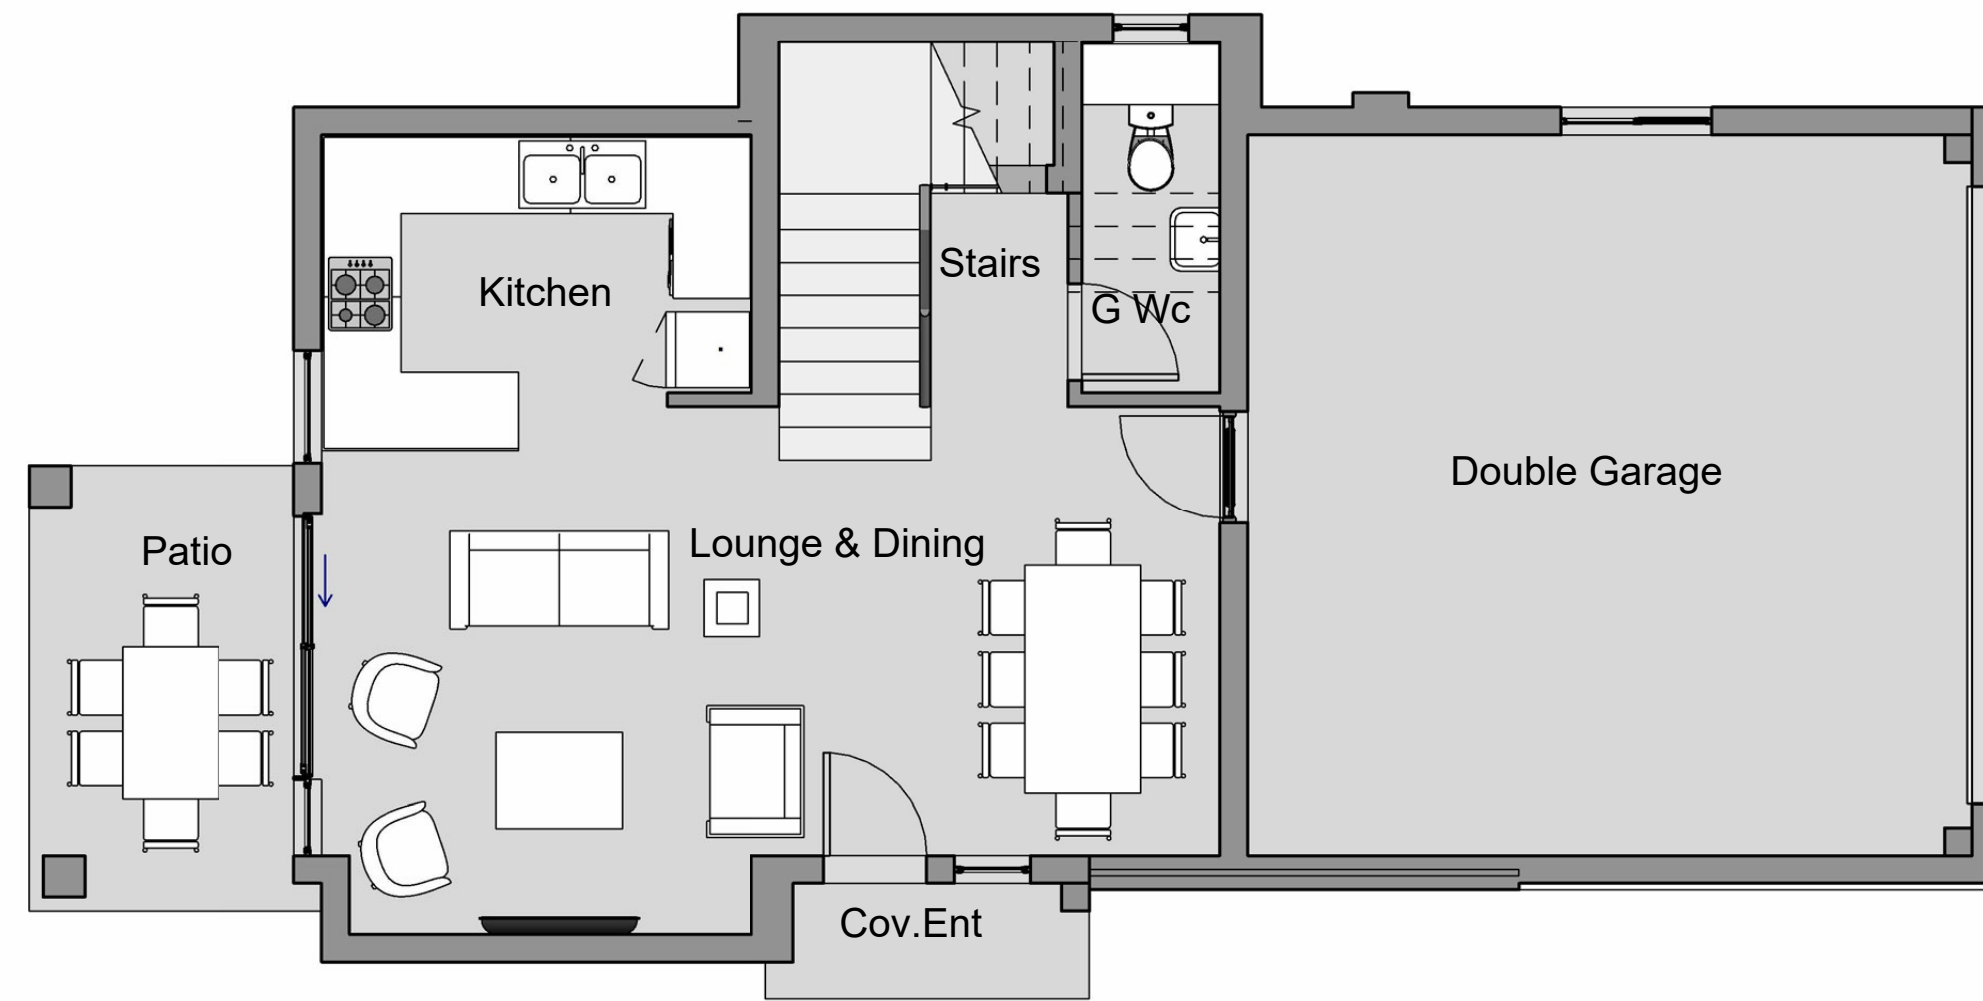 Stairs
Kitchen
G Wc
Double Garage
Patio
Lounge & Dining
Cov.Ent